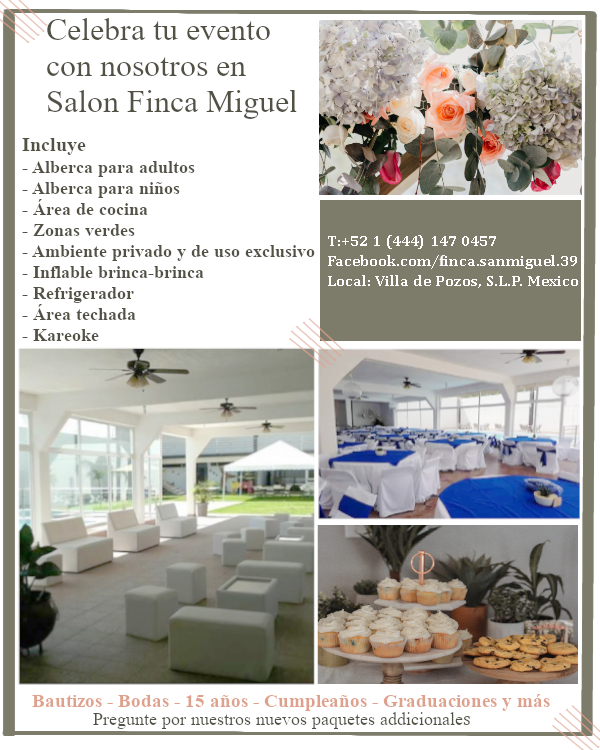 Celebra tu evento
con nosotros en
Salon Finca Miguel
Incluye
- Alberca para adultos
- Alberca para niños
- Área de cocina
- Zonas verdes
- Ambiente privado y de uso exclusivo
- Inflable brinca-brinca
- Refrigerador
- Área techada
- Kareoke
T:+52 1 (444) 147 0457
Facebook.com/finca.sanmiguel.39
Local: Villa de Pozos, S.L.P. Mexico
Bautizos - Bodas - 15 años - Cumpleaños - Graduaciones y más
Pregunte por nuestros nuevos paquetes addicionales